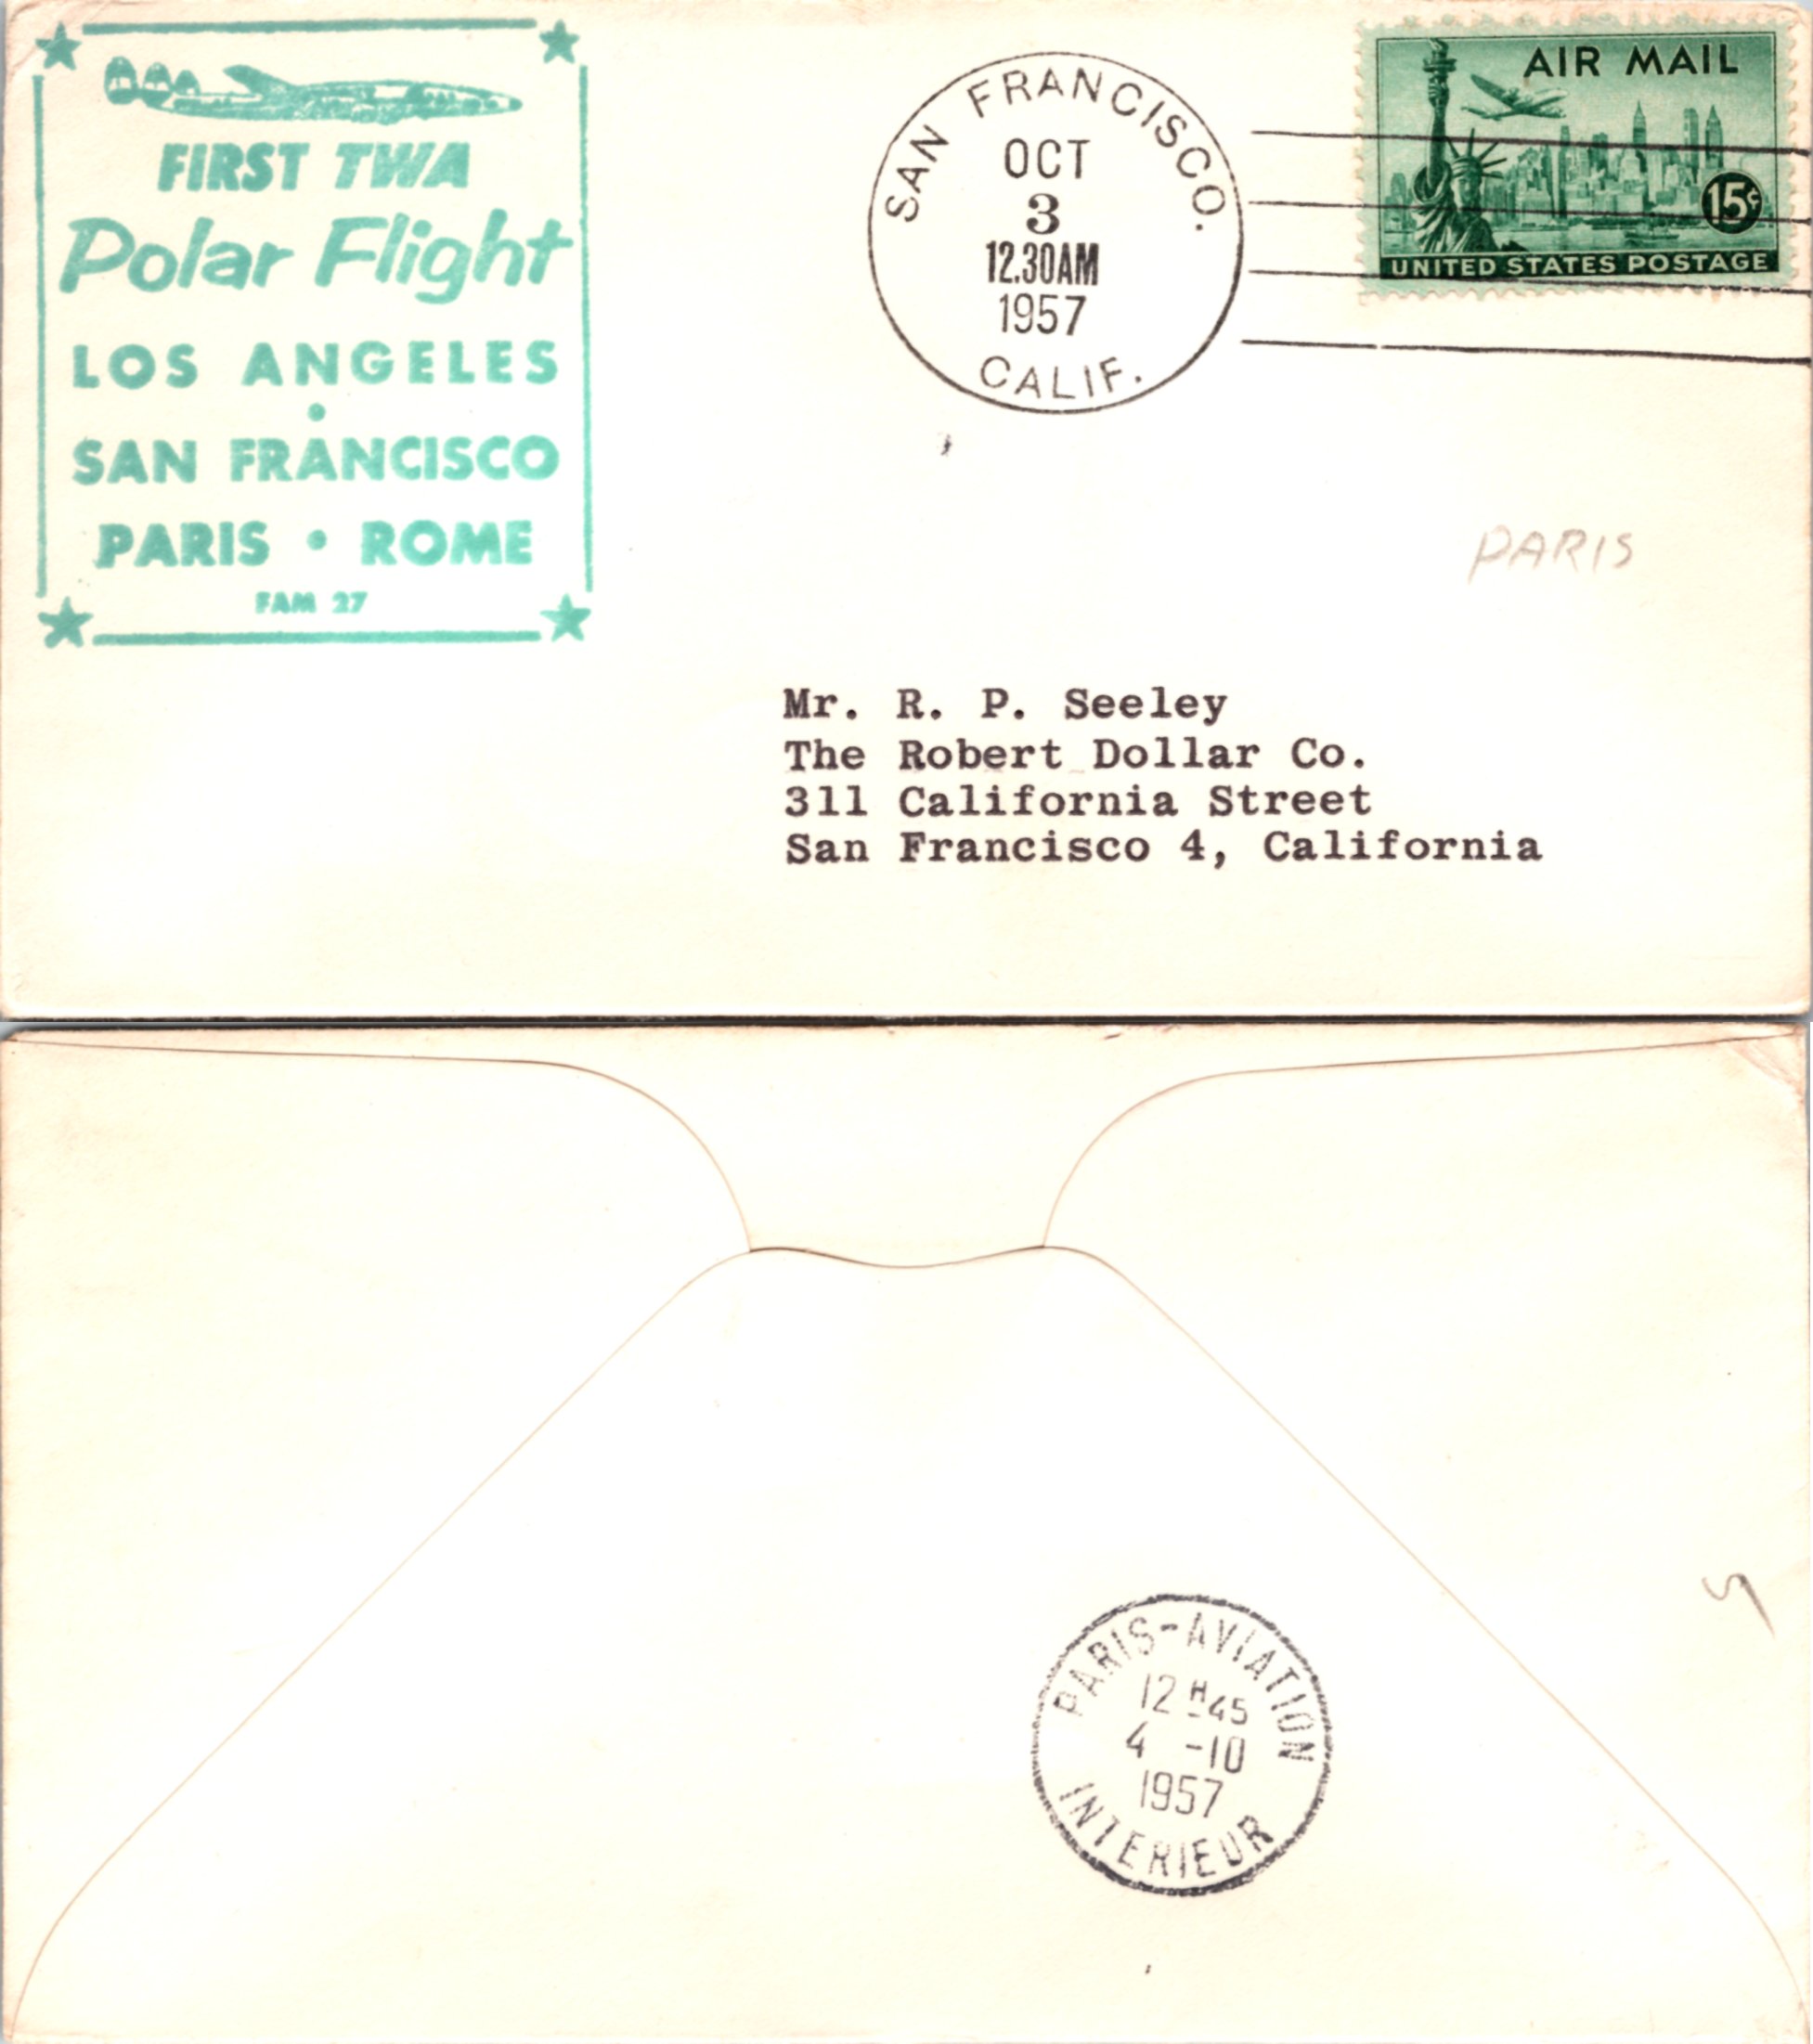 FIRST TWA
Polar Flight
LOS ANGELES
•
SAN FRANCISCO
PARIS • ROME
FAM 27
SAN FRANCISCO.
OCT
3
12.30AM
1957
CALIF.
AIR MAIL
15¢
UNITED STATES POSTAGE
PARIS
Mr. R. P. Seeley
The Robert Dollar Co.
311 California Street
San Francisco 4, California
PARIS-AVIATION
12 H 45
4 -10
1957
INTERIEUR